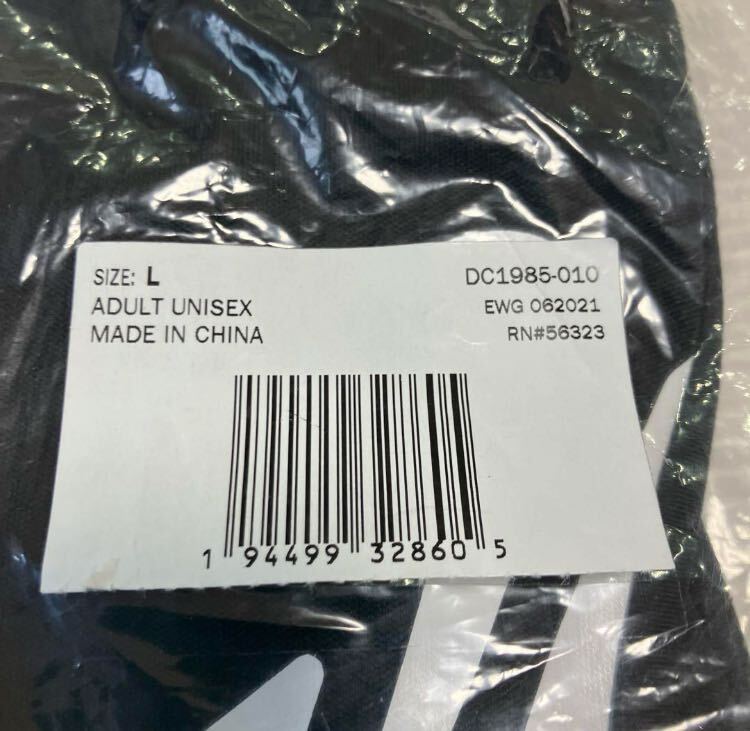 SIZE: L
DC1985-010
ADULT UNISEX
EWG 062021
MADE IN CHINA
RN#56323
1 94499 32860 5